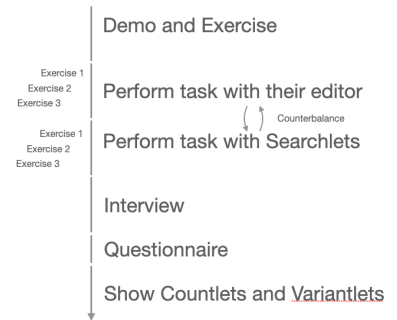 Demo and Exercise
Exercise 1
Exercise 2
Exercise 3
Perform task with their editor
Counterbalance
Exercise 1
Exercise 2
Exercise 3
Perform task with Searchlets
Interview
Questionnaire
Show Countlets and Variantlets